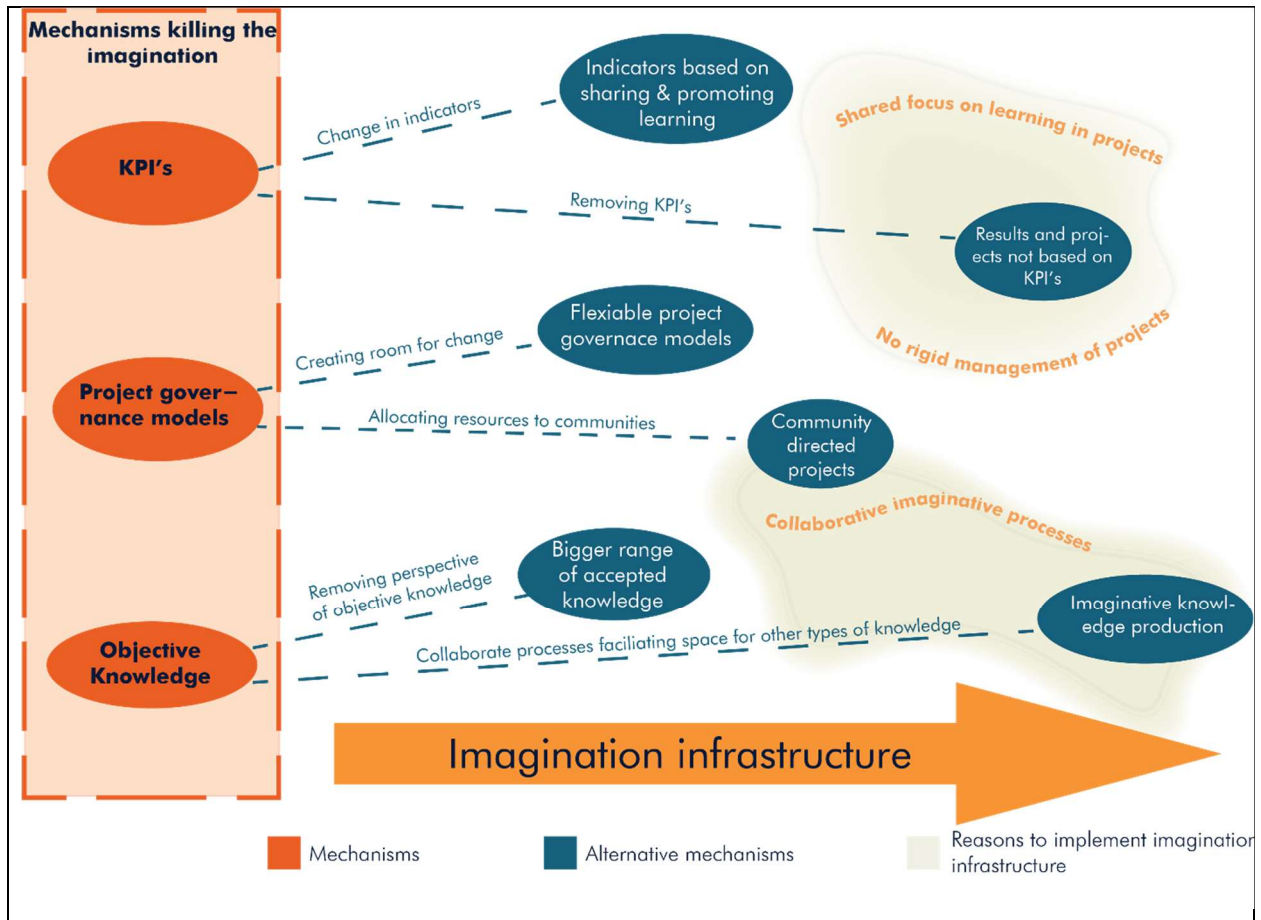 Mechanisms killing the
imagination
KPI's
Project gover–
nance models
Objective
Knowledge
Change in indicators
Indicators based on
sharing & promoting
learning
Removing KPI's
Shared focus on learning in projects
Results and proj-
ects not based on
KPI's
No rigid management of projects
Creating room for change
Flexiable project
governace models
Allocating resources to communities
Community
directed
projects
Collaborative imaginative processes
Removing perspective
of objective knowledge
Bigger range
of accepted
knowledge
Collaborate processes faciliating space for other types of knowledge
Imaginative knowl-
edge production
Imagination infrastructure
Mechanisms
Alternative mechanisms
Reasons to implement imagination
infrastructure